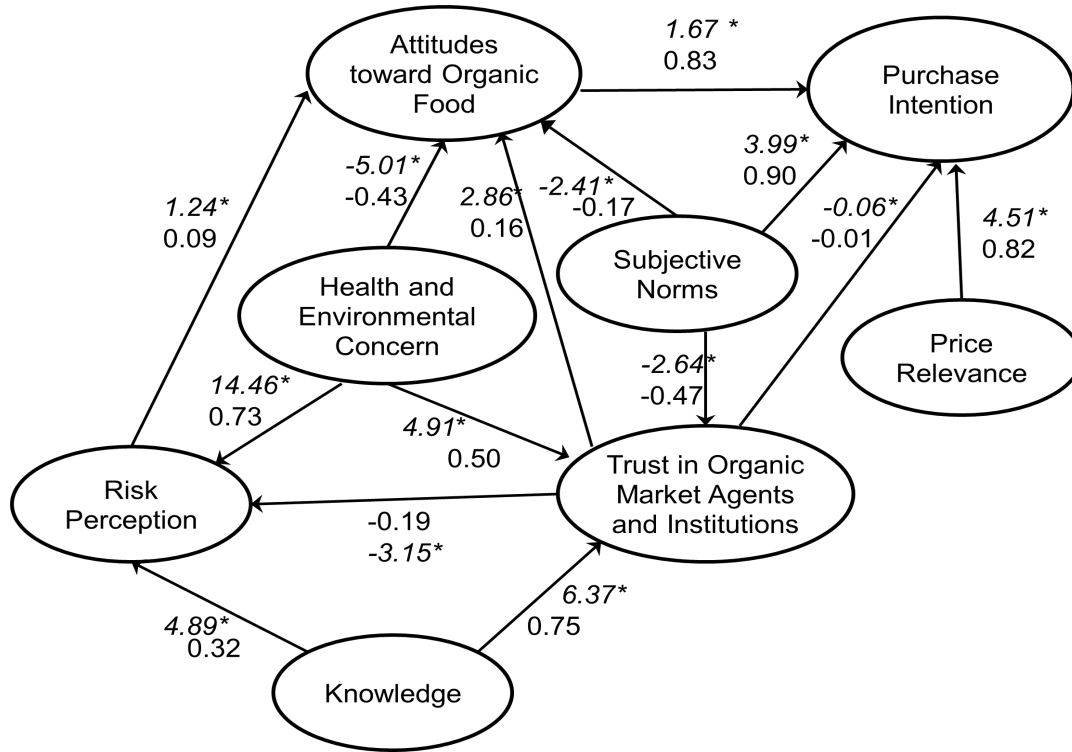 Attitudes
toward Organic
Food
1.67 *
0.83
Purchase
Intention
-5.01*
-0.43
2.86*
0.16
-2.41*
-0.17
3.99*
0.90
-0.06*
-0.01
4.51*
0.82
1.24*
0.09
Health and
Environmental
Concern
Subjective
Norms
Price
Relevance
14.46*
0.73
4.91*
0.50
-2.64*
-0.47
Risk
Perception
Trust in Organic
Market Agents
and Institutions
-0.19
-3.15*
4.89*
0.32
6.37*
0.75
Knowledge